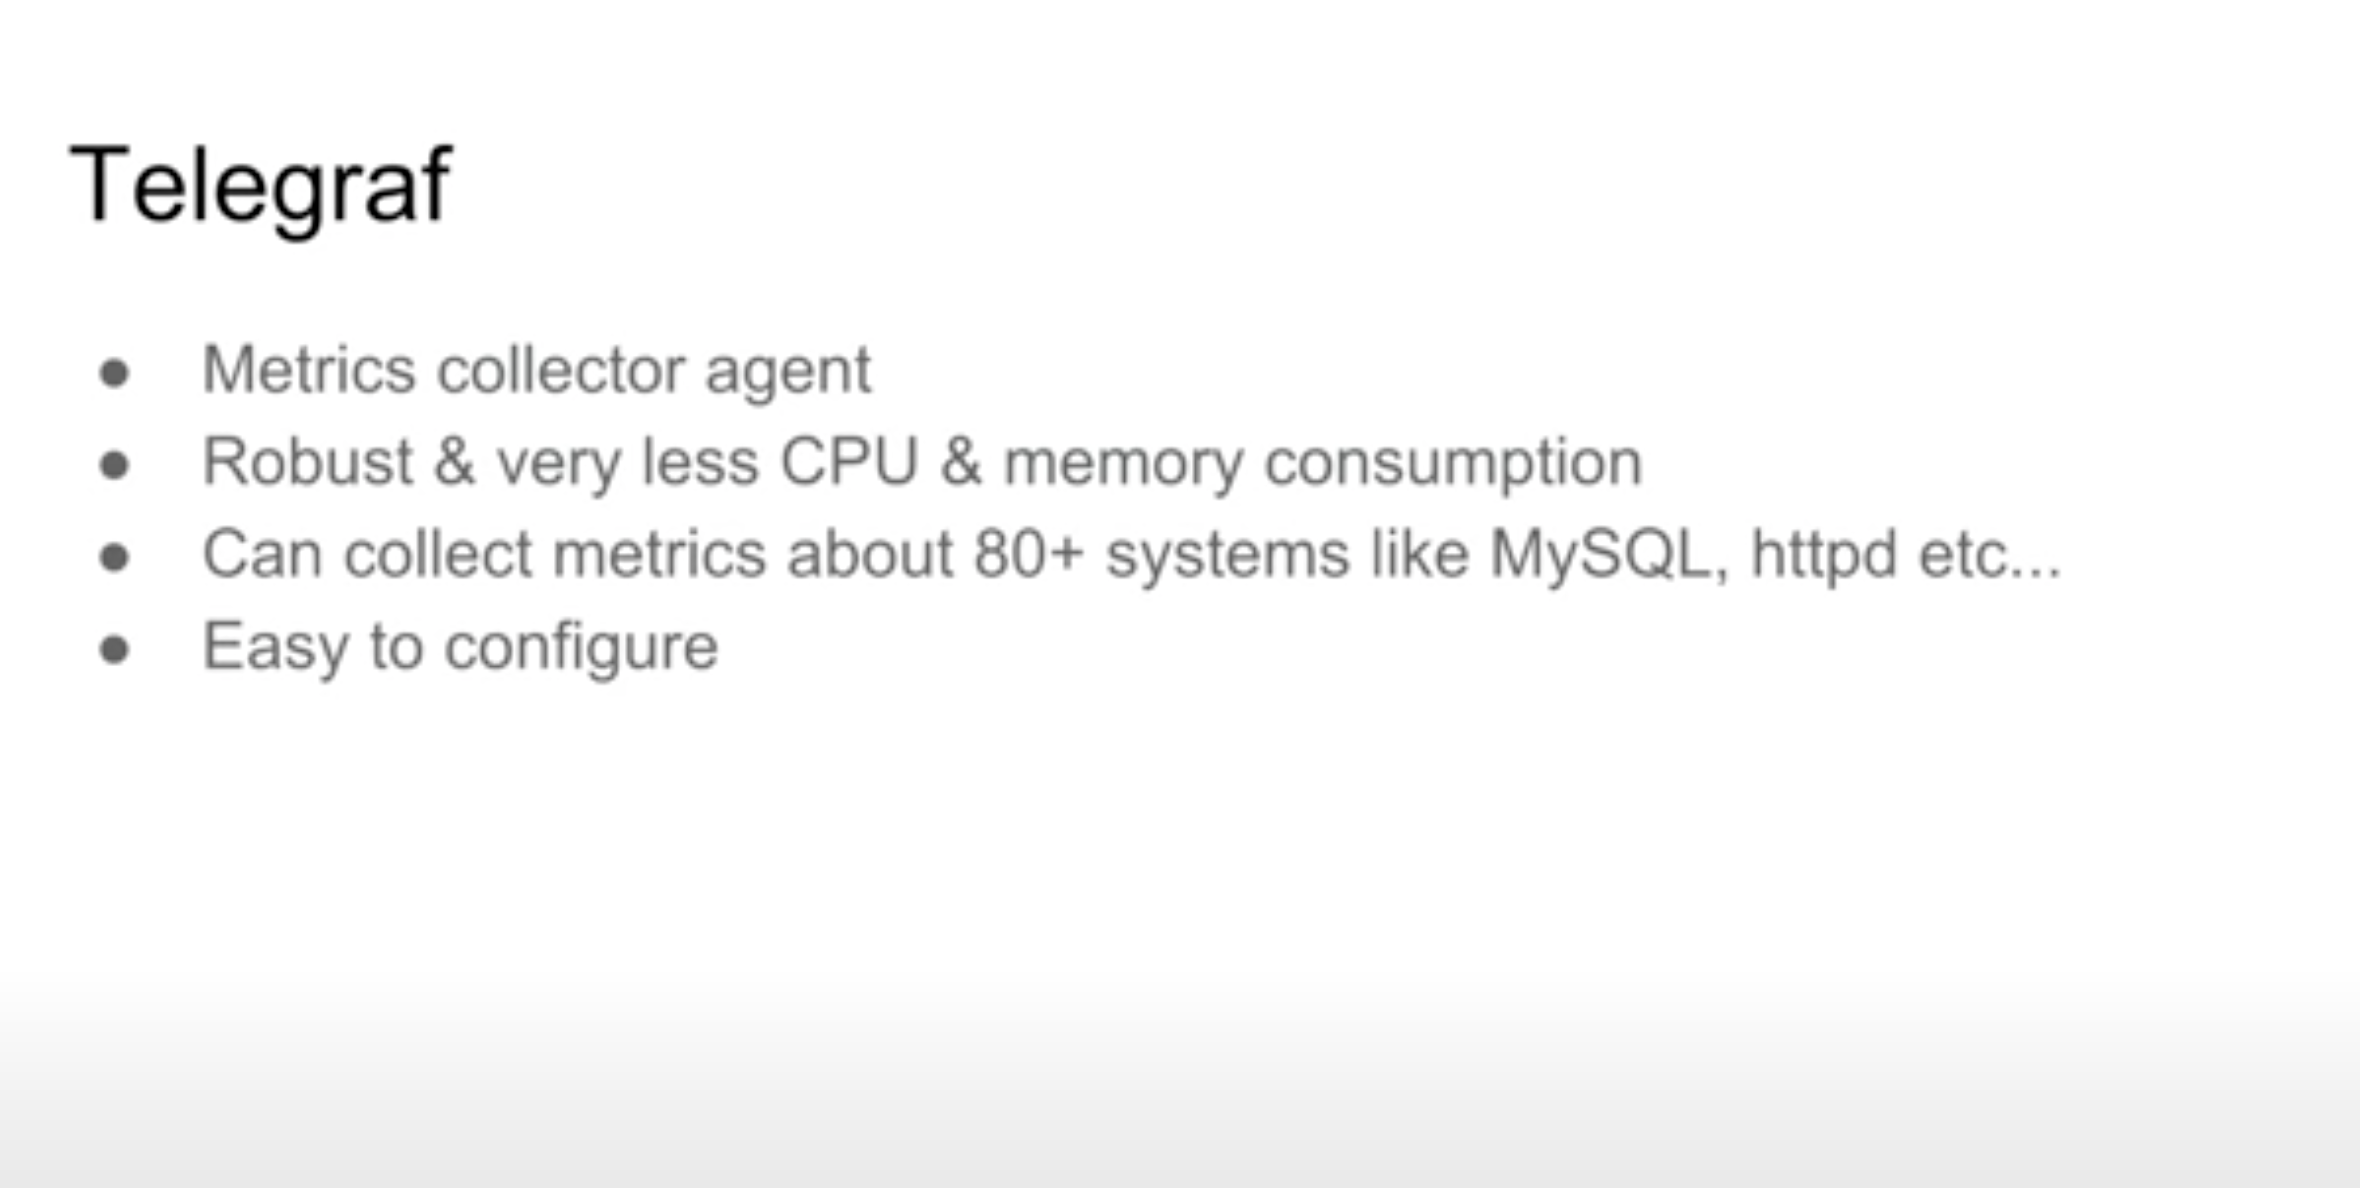 Telegraf
● Metrics collector agent
● Robust & very less CPU & memory consumption
● Can collect metrics about 80+ systems like MySQL, httpd etc...
● Easy to configure